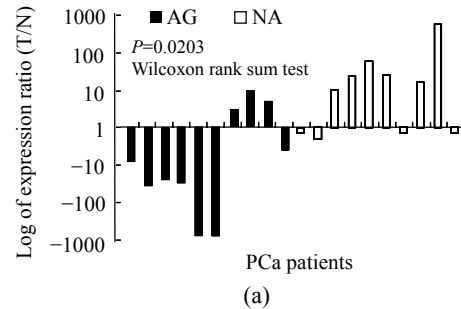 Log of expression ratio (T/N)
1000
100
10
1
−10
−100
−1000
AG NA
P=0.0203
Wilcoxon rank sum test
PCa patients
(a)